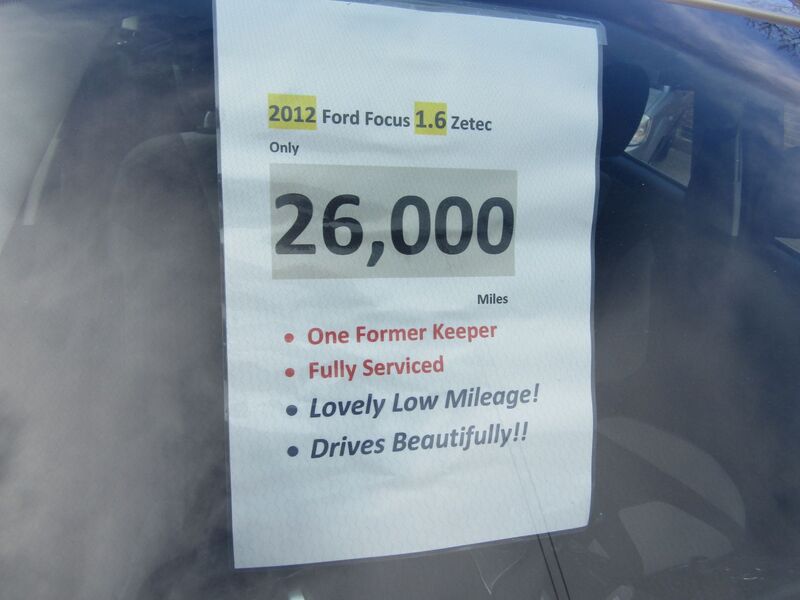 2012 Ford Focus 1.6 Zetec
Only
26,000
Miles
• One Former Keeper
• Fully Serviced
• Lovely Low Mileage!
• Drives Beautifully!!